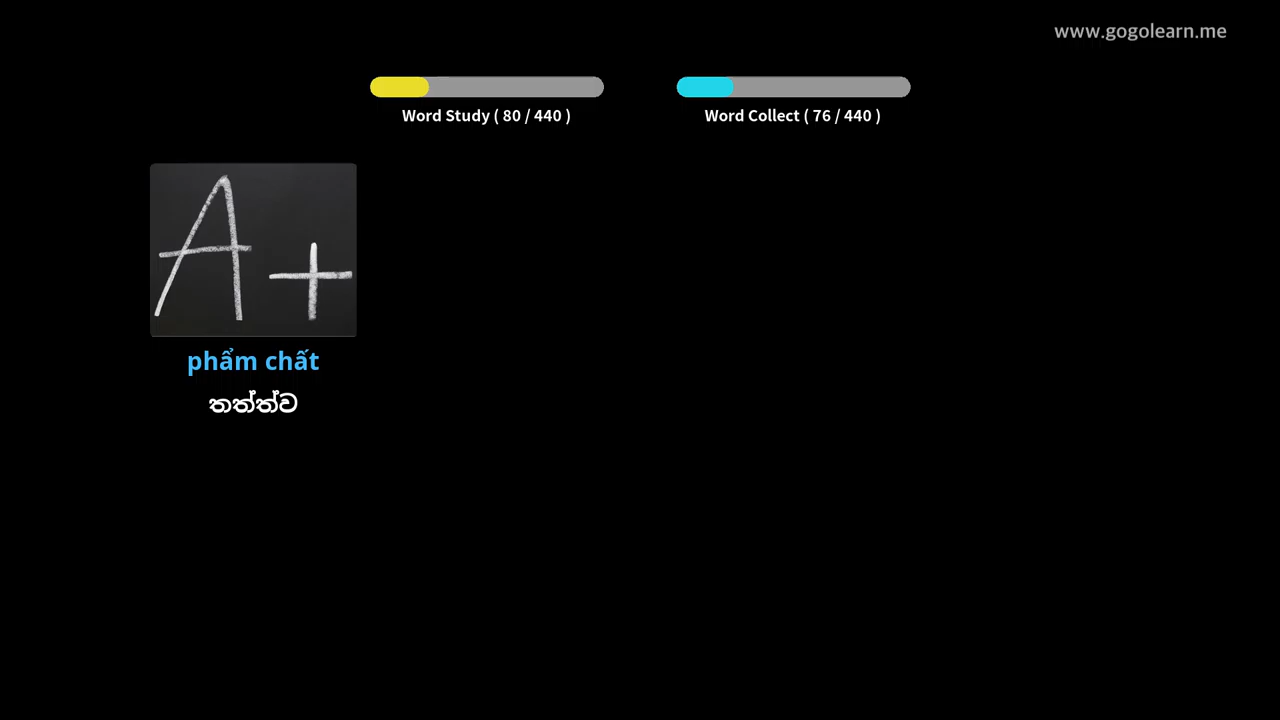 www.gogolearn.me
Word Study ( 80 / 440 )
Word Collect ( 76 / 440 )
A+
phẩm chất
තත්ත්ව